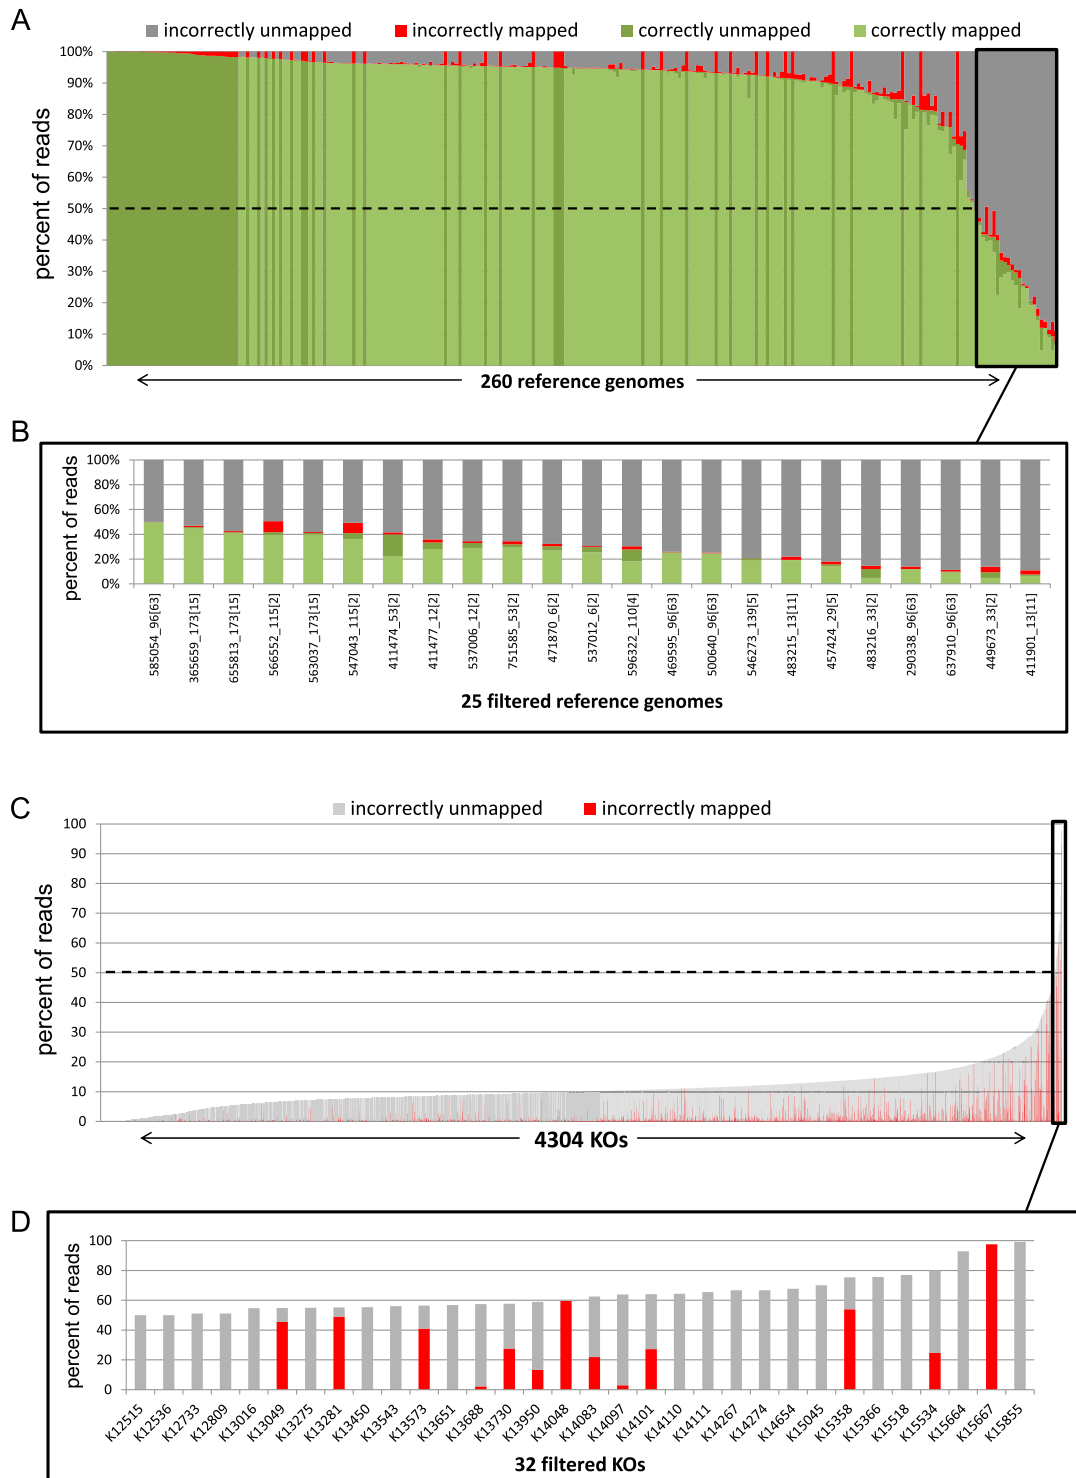 A
incorrectly unmapped incorrectly mapped correctly unmapped correctly mapped
percent of reads
100%
90%
80%
70%
60%
50%
40%
30%
20%
10%
0%
260 reference genomes
B
percent of reads
100%
80%
60%
40%
20%
0%
585054_96[63]
365659_173[15]
655813_173[15]
566552_115[2]
563037_173[15]
547043_115[2]
411474_53[2]
411477_12[2]
537006_12[2]
751585_53[2]
471870_6[2]
537012_6[2]
596322_110[4]
469595_96[63]
500640_96[63]
546273_139[5]
483215_13[11]
457424_29[5]
483216_33[2]
290338_96[63]
637910_96[63]
449673_33[2]
411901_13[11]
25 filtered reference genomes
C
incorrectly unmapped incorrectly mapped
percent of reads
100
90
80
70
60
50
40
30
20
10
0
4304 KOs
D
percent of reads
100
80
60
40
20
0
K12515
K12536
K12733
K12809
K13016
K13049
K13275
K13281
K13450
K13543
K13573
K13651
K13688
K13730
K13950
K14048
K14083
K14097
K14101
K14110
K14111
K14267
K14274
K14654
K15045
K15358
K15366
K15518
K15534
K15664
K15667
K15855
32 filtered KOs